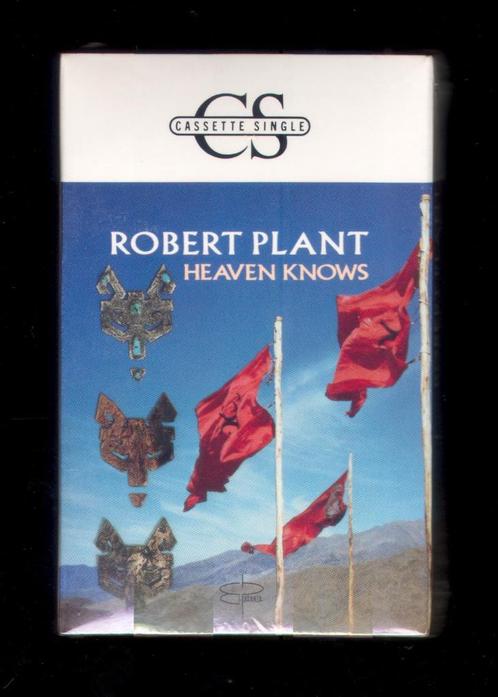 CS
CASSETTE SINGLE
ROBERT PLANT
HEAVEN KNOWS